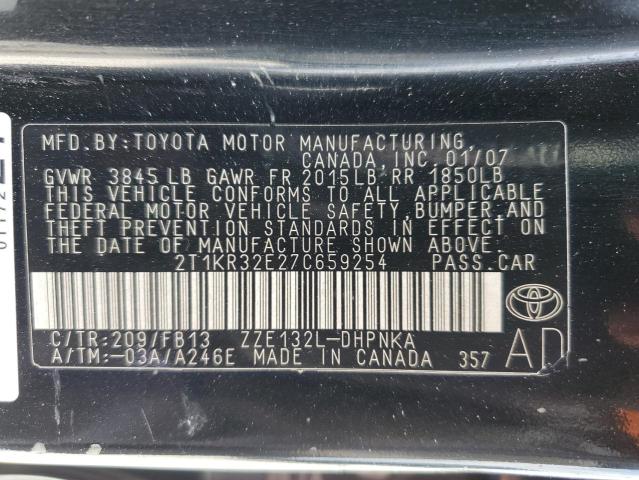 MFD.BY:TOYOTA MOTOR MANUFACTURING,
CANADA, INC. 01/07
GVWR 3845 LB GAWR FR 2015LB RR 1850LB
THIS VEHICLE CONFORMS TO ALL APPLICABLE
FEDERAL MOTOR VEHICLE SAFETY, BUMPER, AND
THEFT PREVENTION STANDARDS IN EFFECT ON
THE DATE OF MANUFACTURE SHOWN ABOVE.
2T1KR32E27C659254 PASS.CAR
C/TR:209/FB13 ZZE132L-DHPNKA
A/TM:-03A/A246E MADE IN CANADA 357
AD